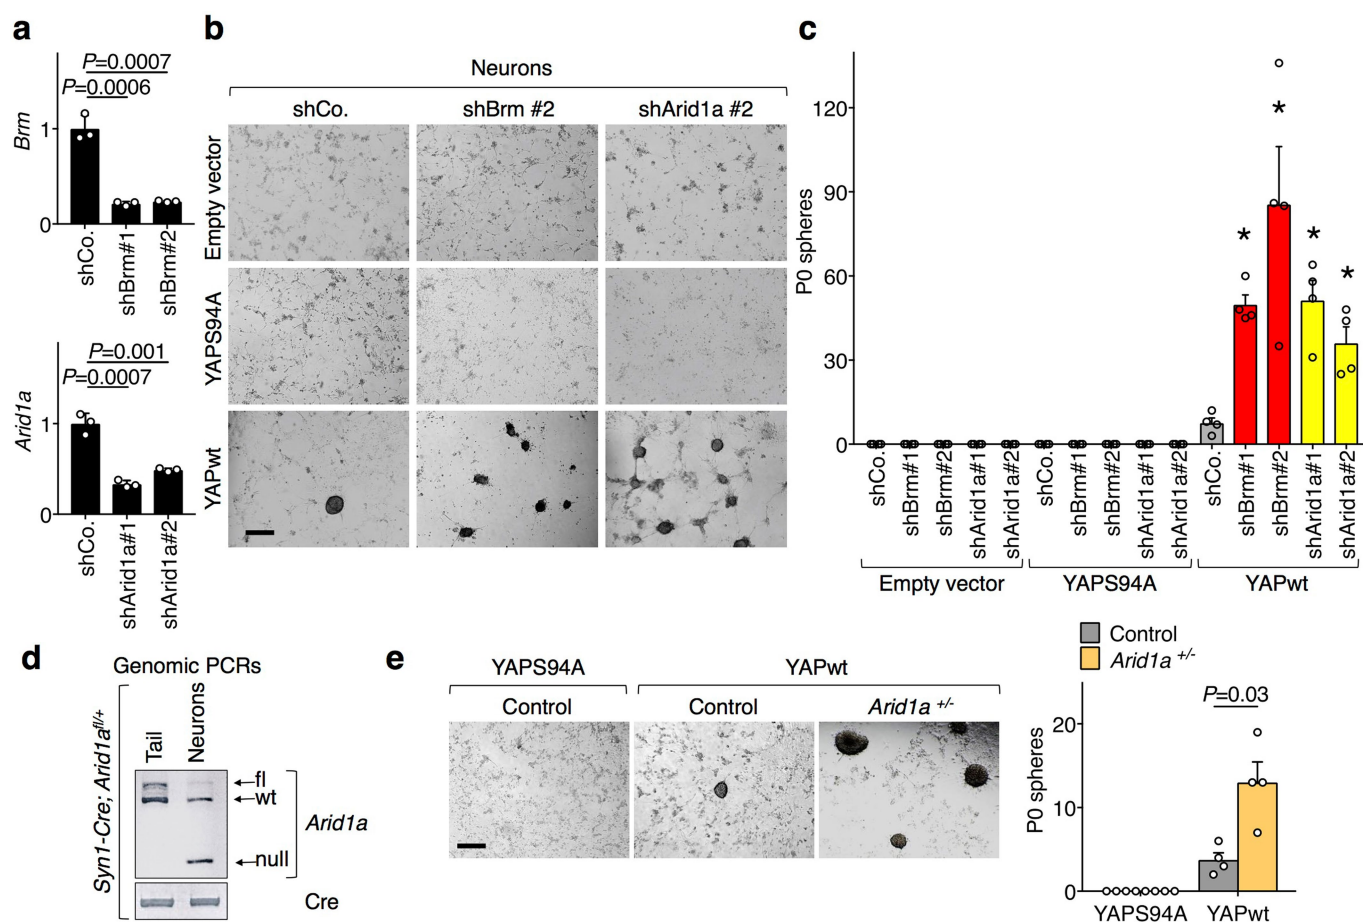 a
P=0.0007
P=0.0006
Brm
1
0
shCo.
shBrm#1
shBrm#2
P=0.001
P=0.0007
Arid1a
1
0
shCo.
shArid1a#1
shArid1a#2
b
Neurons
shCo.
shBrm #2
shArid1a #2
Empty vector
YAPS94A
YAPwt
c
P0 spheres
120
90
60
30
0
*
*
*
*
shCo.
shBrm#1
shBrm#2
shArid1a#1
shArid1a#2
shCo.
shBrm#1
shBrm#2
shArid1a#1
shArid1a#2
shCo.
shBrm#1
shBrm#2
shArid1a#1
shArid1a#2
Empty vector
YAPS94A
YAPwt
d
Genomic PCRs
Syn1-Cre; Arid1a fl/+
Tail
Neurons
fl
wt
null
Arid1a
Cre
e
YAPS94A
YAPwt
Control
Control
Arid1a +/-
Control
Arid1a +/-
P=0.03
P0 spheres
20
10
0
YAPS94A
YAPwt